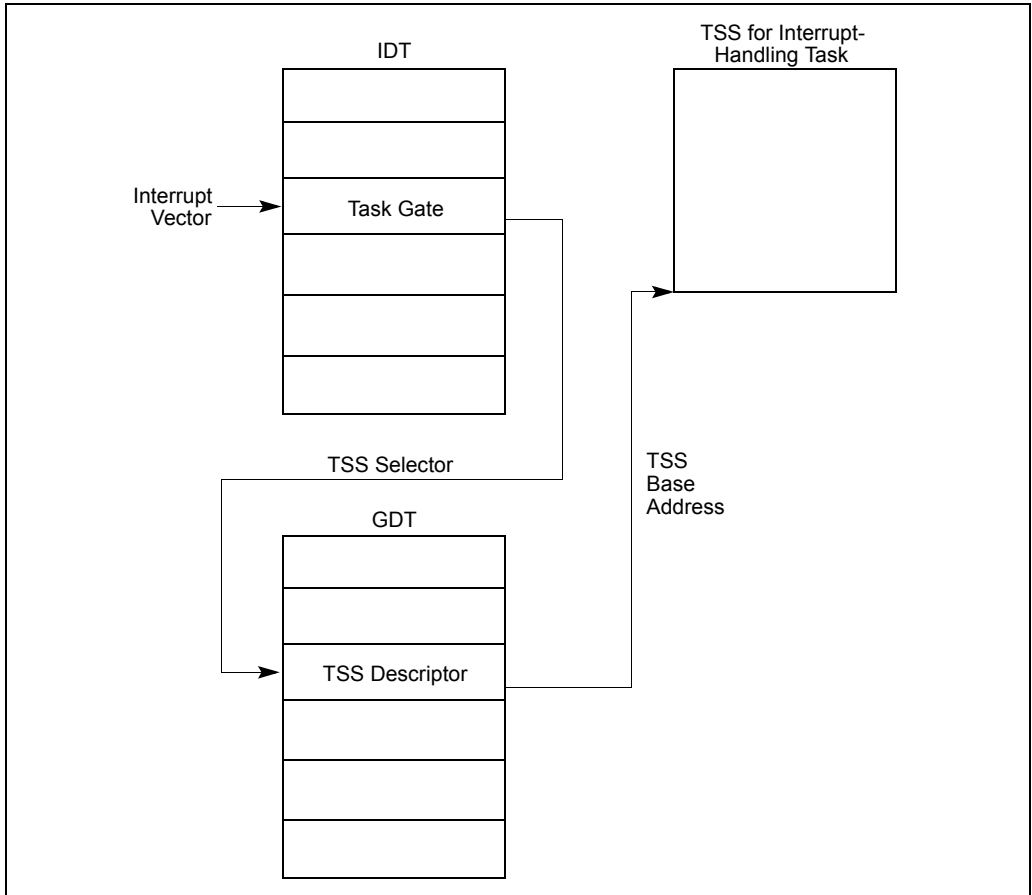 IDT
TSS for Interrupt-
Handling Task
Interrupt
Vector
Task Gate
TSS Selector
TSS
Base
Address
GDT
TSS Descriptor